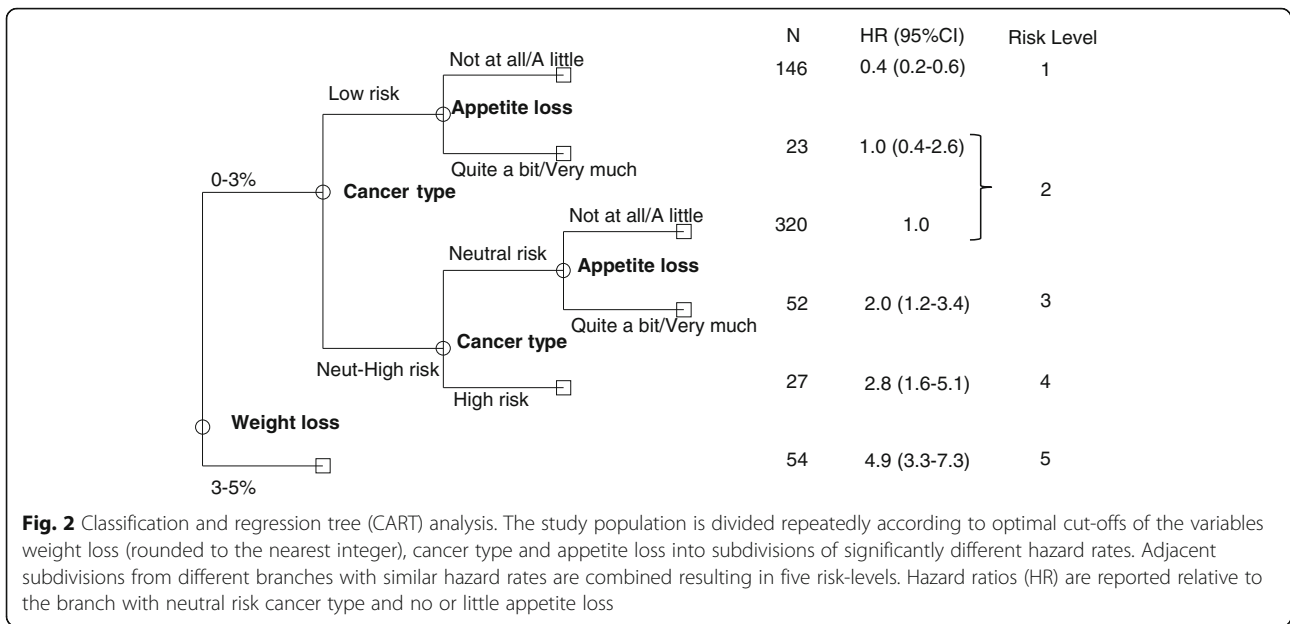 N HR (95%CI) Risk Level
Not at all/A little 146 0.4 (0.2-0.6) 1
Low risk
Appetite loss
Quite a bit/Very much 23 1.0 (0.4-2.6)
0-3%
Cancer type 2
Not at all/A little 320 1.0
Neutral risk
Appetite loss
Quite a bit/Very much 52 2.0 (1.2-3.4) 3
Cancer type
Neut-High risk
High risk 27 2.8 (1.6-5.1) 4
Weight loss
3-5% 54 4.9 (3.3-7.3) 5
Fig. 2 Classification and regression tree (CART) analysis. The study population is divided repeatedly according to optimal cut-offs of the variables
weight loss (rounded to the nearest integer), cancer type and appetite loss into subdivisions of significantly different hazard rates. Adjacent
subdivisions from different branches with similar hazard rates are combined resulting in five risk-levels. Hazard ratios (HR) are reported relative to
the branch with neutral risk cancer type and no or little appetite loss